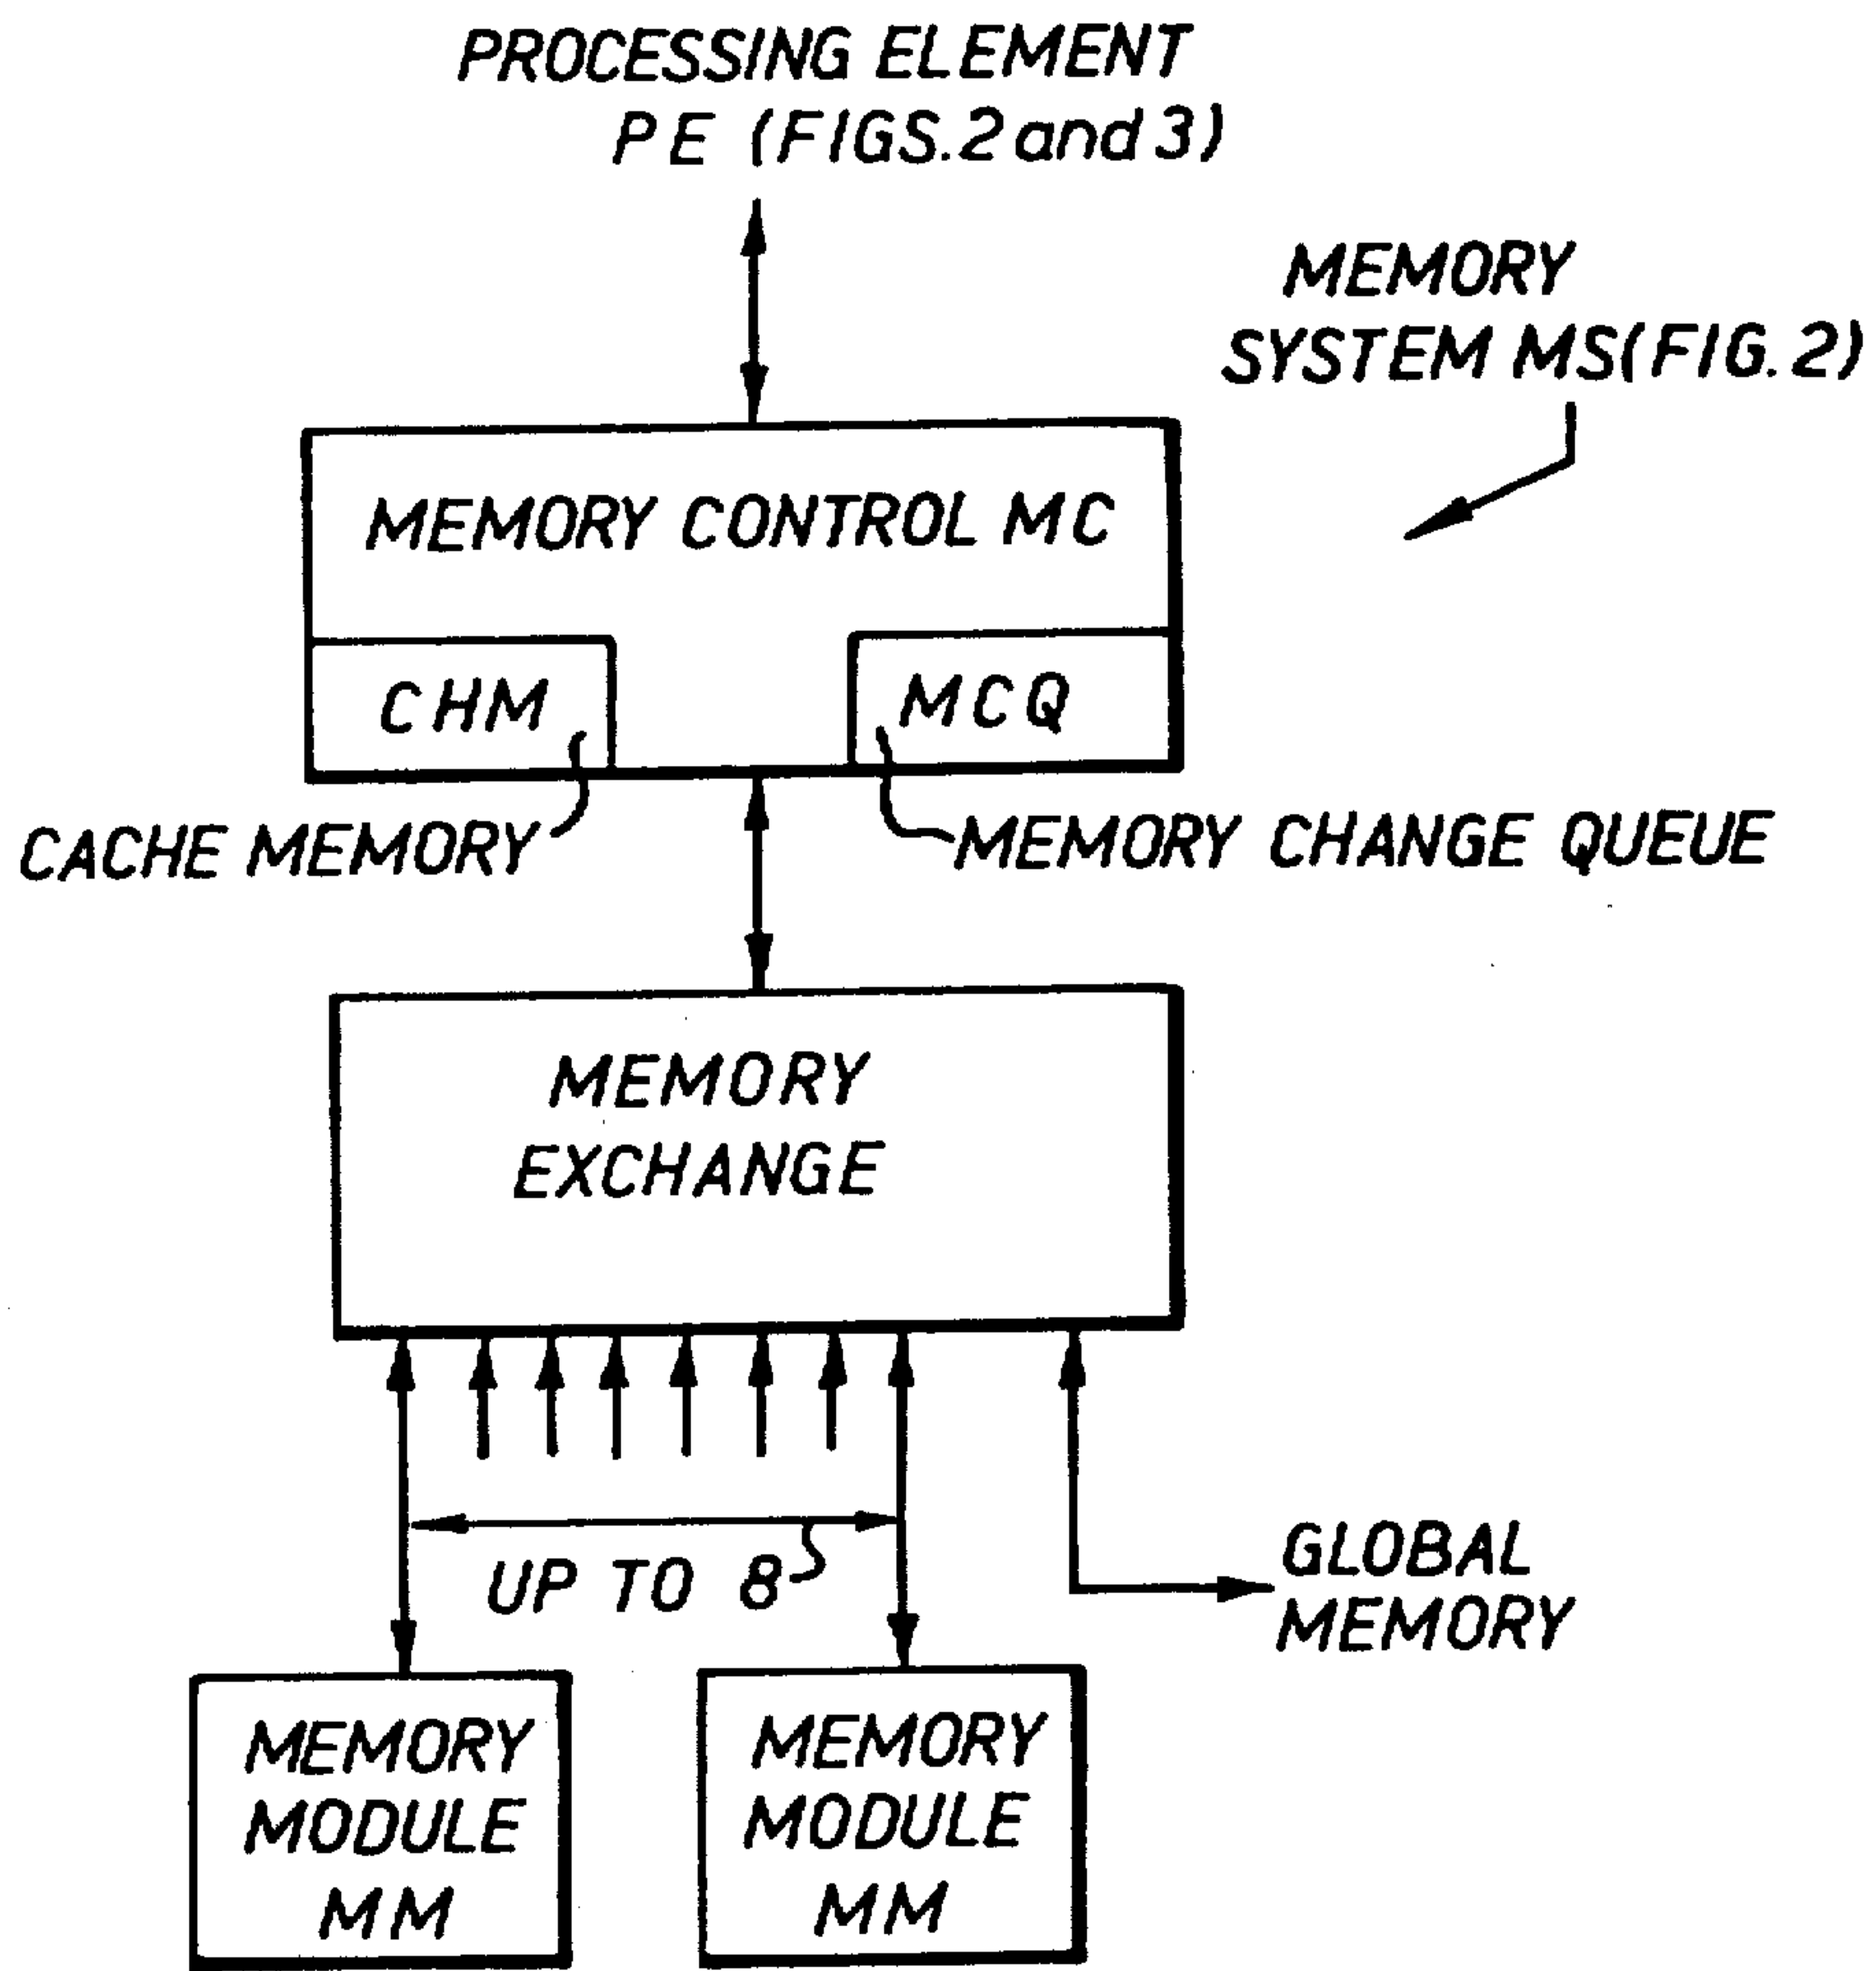 PROCESSING ELEMENT
PE (FIGS. 2 and 3)
MEMORY
SYSTEM MS (FIG. 2)
MEMORY CONTROL MC
CHM
MCQ
CACHE MEMORY
MEMORY CHANGE QUEUE
MEMORY
EXCHANGE
UP TO 8
GLOBAL
MEMORY
MEMORY
MODULE
MM
MEMORY
MODULE
MM